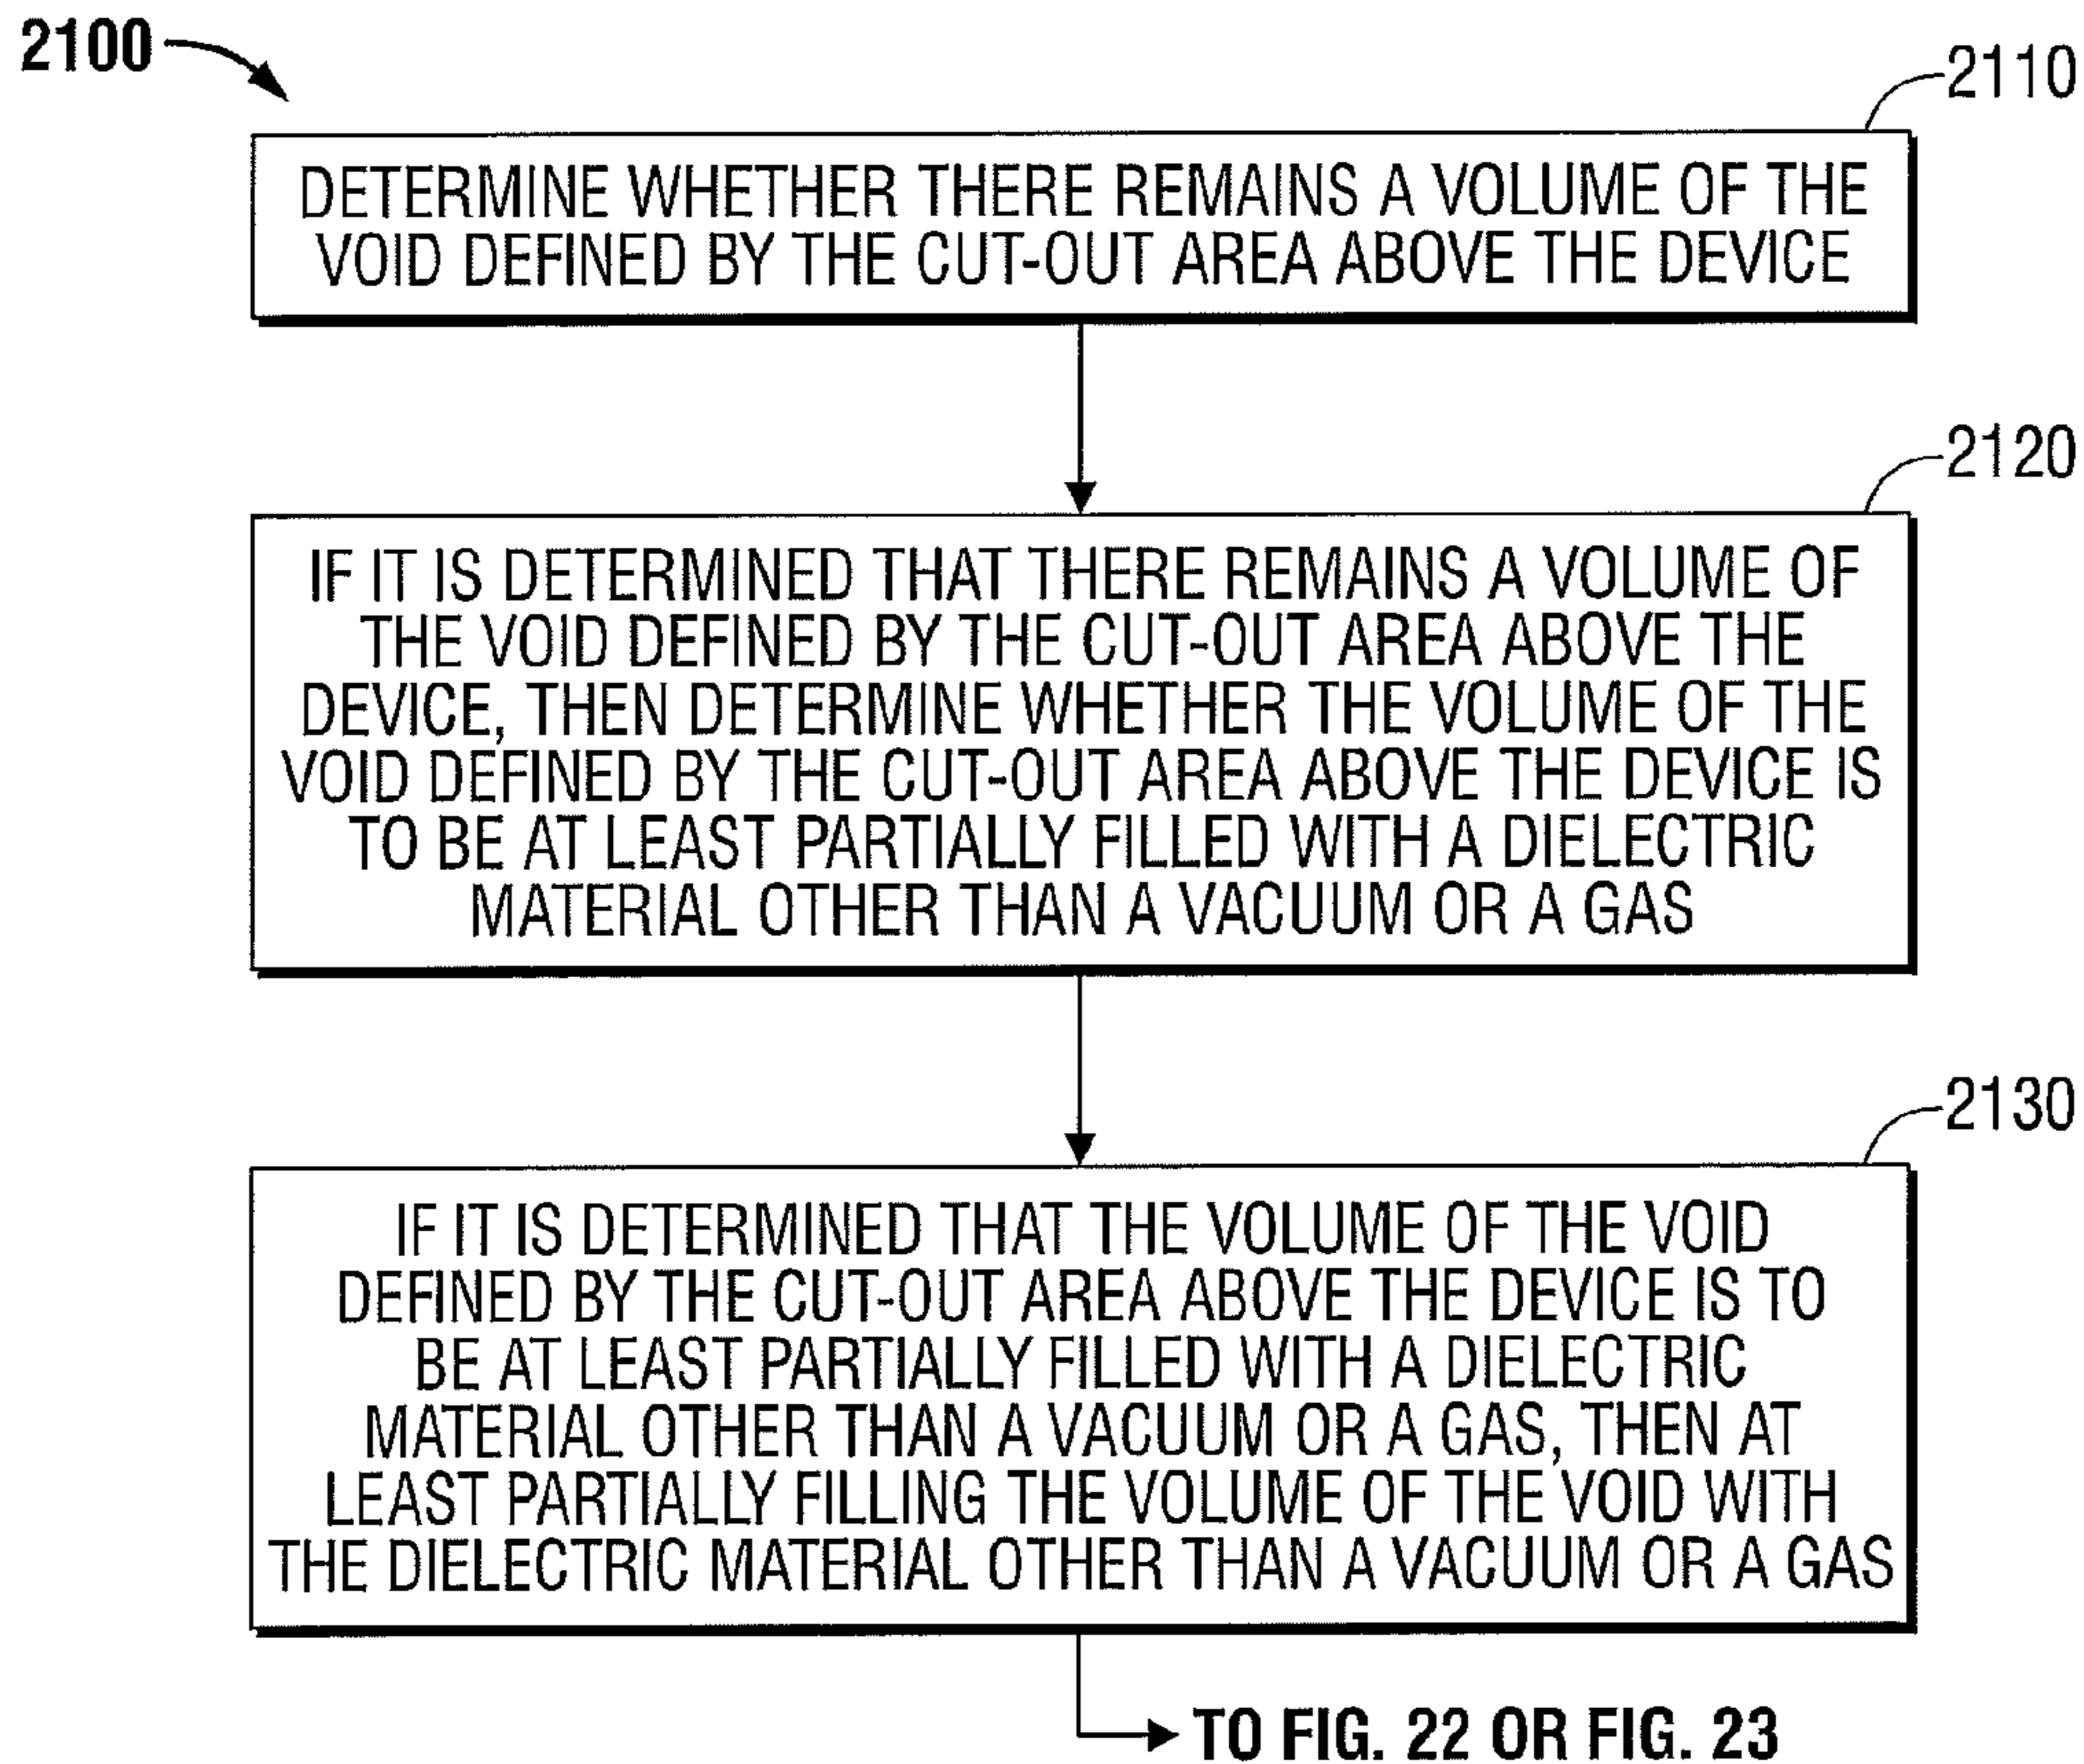 2100
2110
DETERMINE WHETHER THERE REMAINS A VOLUME OF THE
VOID DEFINED BY THE CUT-OUT AREA ABOVE THE DEVICE
2120
IF IT IS DETERMINED THAT THERE REMAINS A VOLUME OF
THE VOID DEFINED BY THE CUT-OUT AREA ABOVE THE
DEVICE, THEN DETERMINE WHETHER THE VOLUME OF THE
VOID DEFINED BY THE CUT-OUT AREA ABOVE THE DEVICE IS
TO BE AT LEAST PARTIALLY FILLED WITH A DIELECTRIC
MATERIAL OTHER THAN A VACUUM OR A GAS
2130
IF IT IS DETERMINED THAT THE VOLUME OF THE VOID
DEFINED BY THE CUT-OUT AREA ABOVE THE DEVICE IS TO
BE AT LEAST PARTIALLY FILLED WITH A DIELECTRIC
MATERIAL OTHER THAN A VACUUM OR A GAS, THEN AT
LEAST PARTIALLY FILLING THE VOLUME OF THE VOID WITH
THE DIELECTRIC MATERIAL OTHER THAN A VACUUM OR A GAS
TO FIG. 22 OR FIG. 23